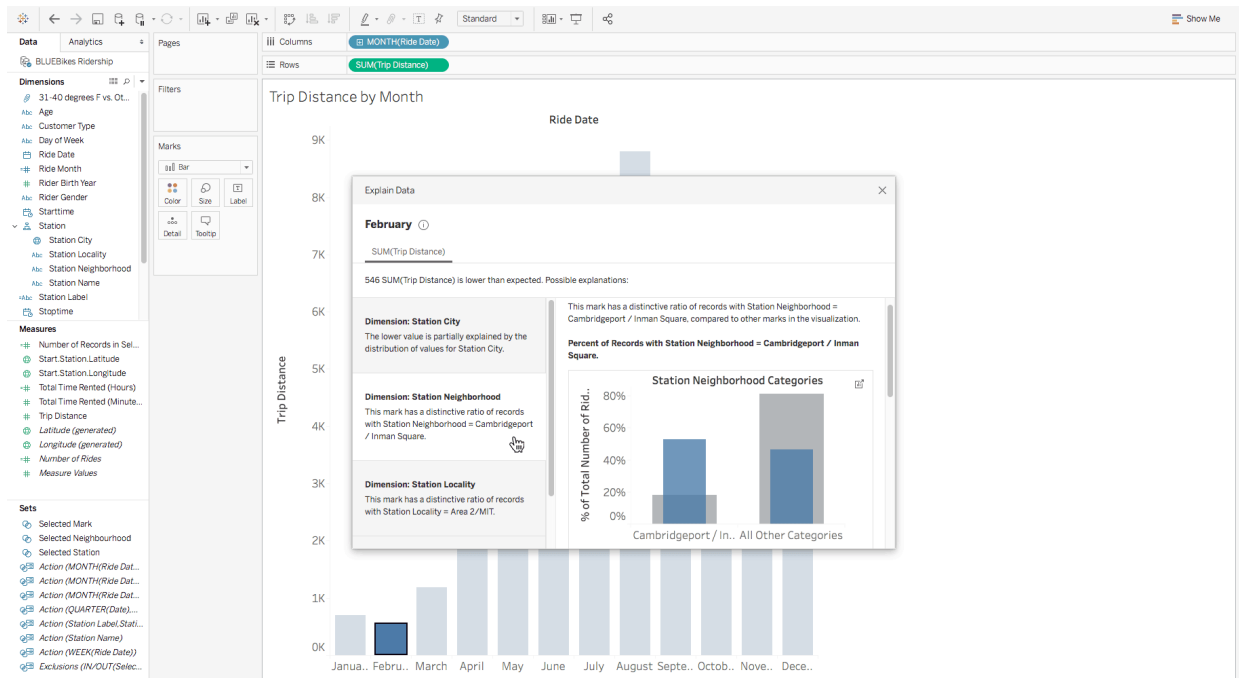 Standard
Show Me
Data
Analytics
BLUEBikes Ridership
Dimensions
31-40 degrees F vs. Ot...
Abc Age
Abc Customer Type
Abc Day of Week
Ride Date
=# Ride Month
# Rider Birth Year
Abc Rider Gender
Starttime
Station
Station City
Abc Station Locality
Abc Station Neighborhood
Abc Station Name
=Abc Station Label
Stoptime
Measures
=# Number of Records in Sel...
Start.Station.Latitude
Start.Station.Longitude
=# Total Time Rented (Hours)
# Total Time Rented (Minute...
# Trip Distance
Latitude (generated)
Longitude (generated)
=# Number of Rides
# Measure Values
Sets
Selected Mark
Selected Neighbourhood
Selected Station
Action (MONTH(Ride Dat...
Action (MONTH(Ride Dat...
Action (MONTH(Ride Dat...
Action (QUARTER(Date),...
Action (Station Label,Stati...
Action (Station Name)
Action (WEEK(Ride Date))
Exclusions (IN/OUT(Selec...
Pages
Filters
Marks
Bar
Color
Size
Label
Detail
Tooltip
Columns
MONTH(Ride Date)
Rows
SUM(Trip Distance)
Trip Distance by Month
Ride Date
Trip Distance
9K
8K
7K
6K
5K
4K
3K
2K
1K
0K
Janua.. Febru.. March April May June July August Septe.. Octob.. Nove.. Dece..
Explain Data
February
SUM(Trip Distance)
546 SUM(Trip Distance) is lower than expected. Possible explanations:
Dimension: Station City
The lower value is partially explained by the
distribution of values for Station City.
Dimension: Station Neighborhood
This mark has a distinctive ratio of records
with Station Neighborhood = Cambridgeport
/ Inman Square.
Dimension: Station Locality
This mark has a distinctive ratio of records
with Station Locality = Area 2/MIT.
This mark has a distinctive ratio of records with Station Neighborhood =
Cambridgeport / Inman Square, compared to other marks in the visualization.
Percent of Records with Station Neighborhood = Cambridgeport / Inman
Square.
Station Neighborhood Categories
% of Total Number of Rid..
80%
60%
40%
20%
0%
Cambridgeport / In.. All Other Categories